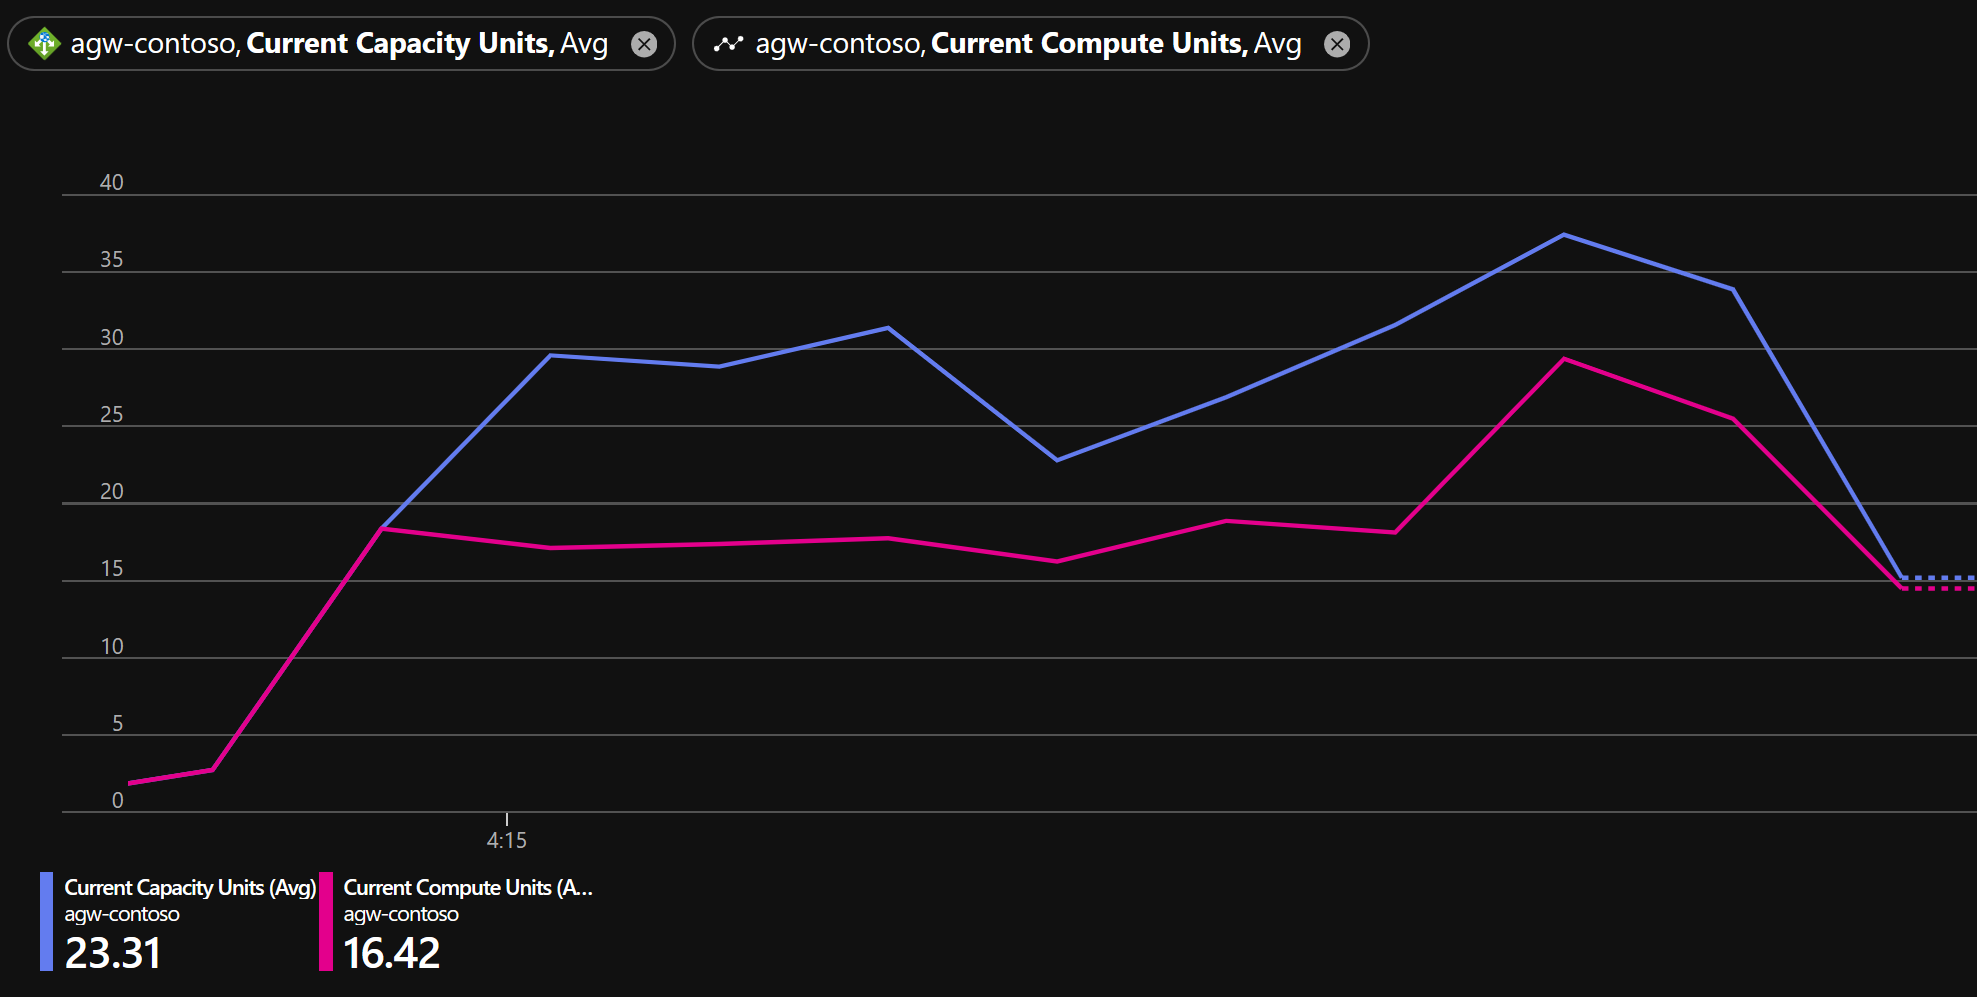 agw-contoso, Current Capacity Units, Avg
agw-contoso, Current Compute Units, Avg
40
35
30
25
20
15
10
5
0
4:15
Current Capacity Units (Avg)
agw-contoso
23.31
Current Compute Units (A...
agw-contoso
16.42